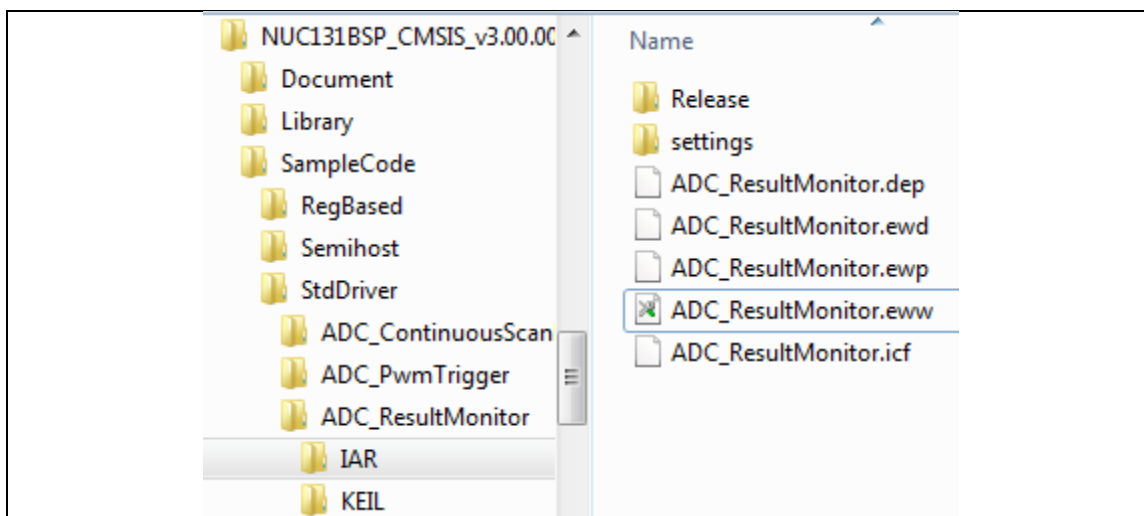 NUC131BSP_CMSIS_v3.00.00
Document
Library
SampleCode
RegBased
Semihost
StdDriver
ADC_ContinuousScan
ADC_PwmTrigger
ADC_ResultMonitor
IAR
KEIL
Name
Release
settings
ADC_ResultMonitor.dep
ADC_ResultMonitor.ewd
ADC_ResultMonitor.ewp
ADC_ResultMonitor.eww
ADC_ResultMonitor.icf